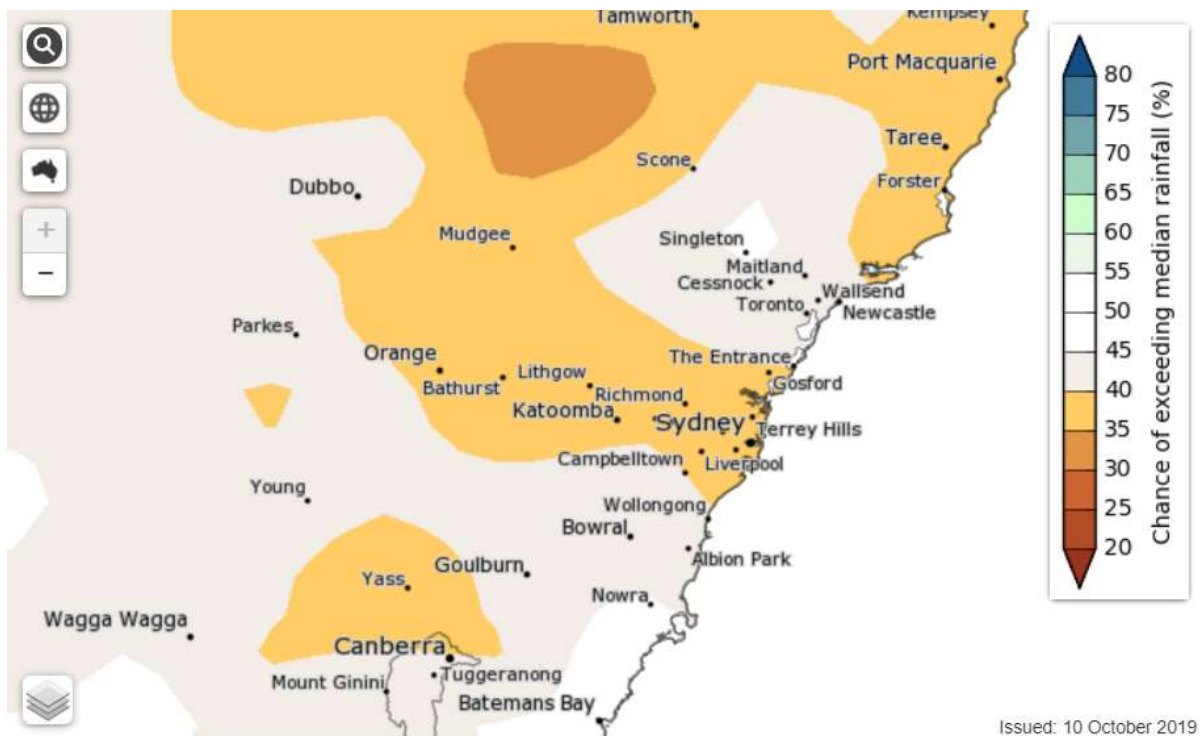 Tamworth
Kempsey
Port Macquarie
Taree
Scone
Forster
Dubbo
Mudgee
Singleton
Maitland
Cessnock
Wallsend
Toronto
Newcastle
Parkes
Orange
The Entrance
Lithgow
Bathurst
Gosford
Richmond
Katoomba
Sydney
Terrey Hills
Campbelltown
Liverpool
Young
Wollongong
Bowral
Albion Park
Goulburn
Yass
Nowra
Wagga Wagga
Canberra
Tuggeranong
Mount Ginini
Batemans Bay
80
75
70
65
60
55
50
45
40
35
30
25
20
Chance of exceeding median rainfall (%)
+
−
Issued: 10 October 2019